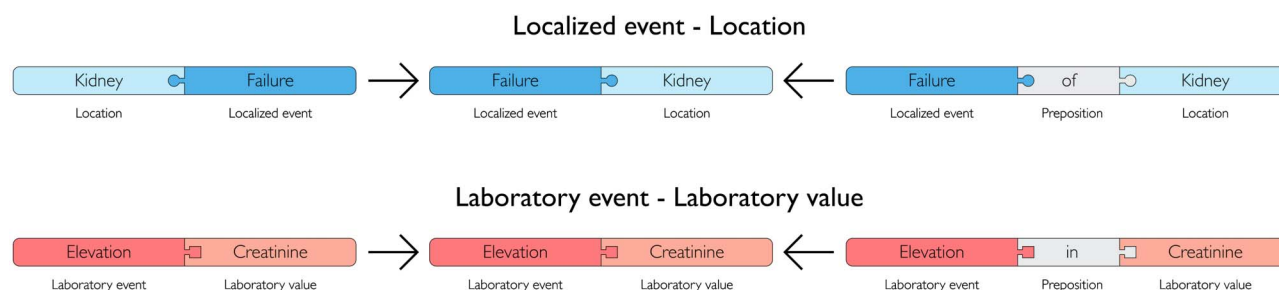 Localized event - Location
Kidney Failure Failure Kidney Failure of Kidney
Location Localized event Localized event Location Localized event Preposition Location
Laboratory event - Laboratory value
Elevation Creatinine Elevation Creatinine Elevation in Creatinine
Laboratory event Laboratory value Laboratory event Laboratory value Laboratory event Preposition Laboratory value